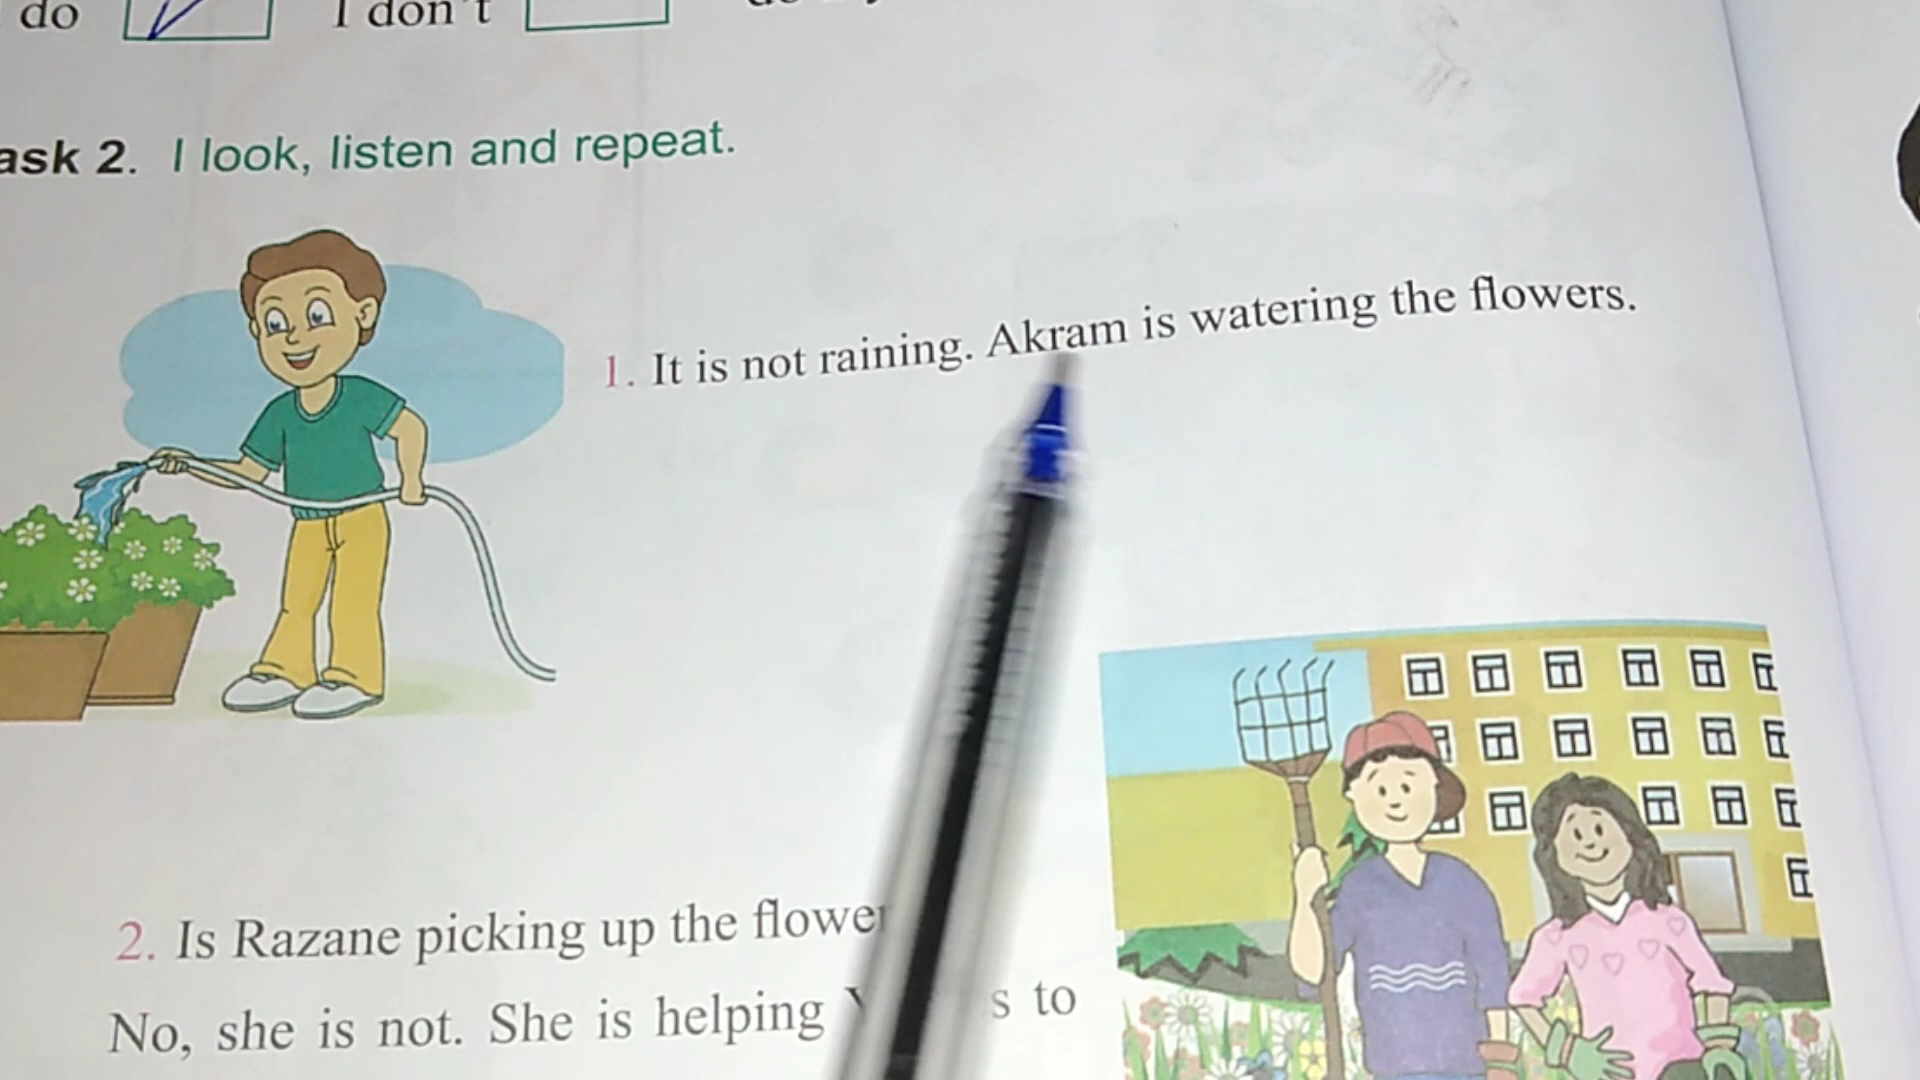 do I don't
ask 2. I look, listen and repeat.
1. It is not raining. Akram is watering the flowers.
2. Is Razane picking up the
No, she is not. She is helping
to